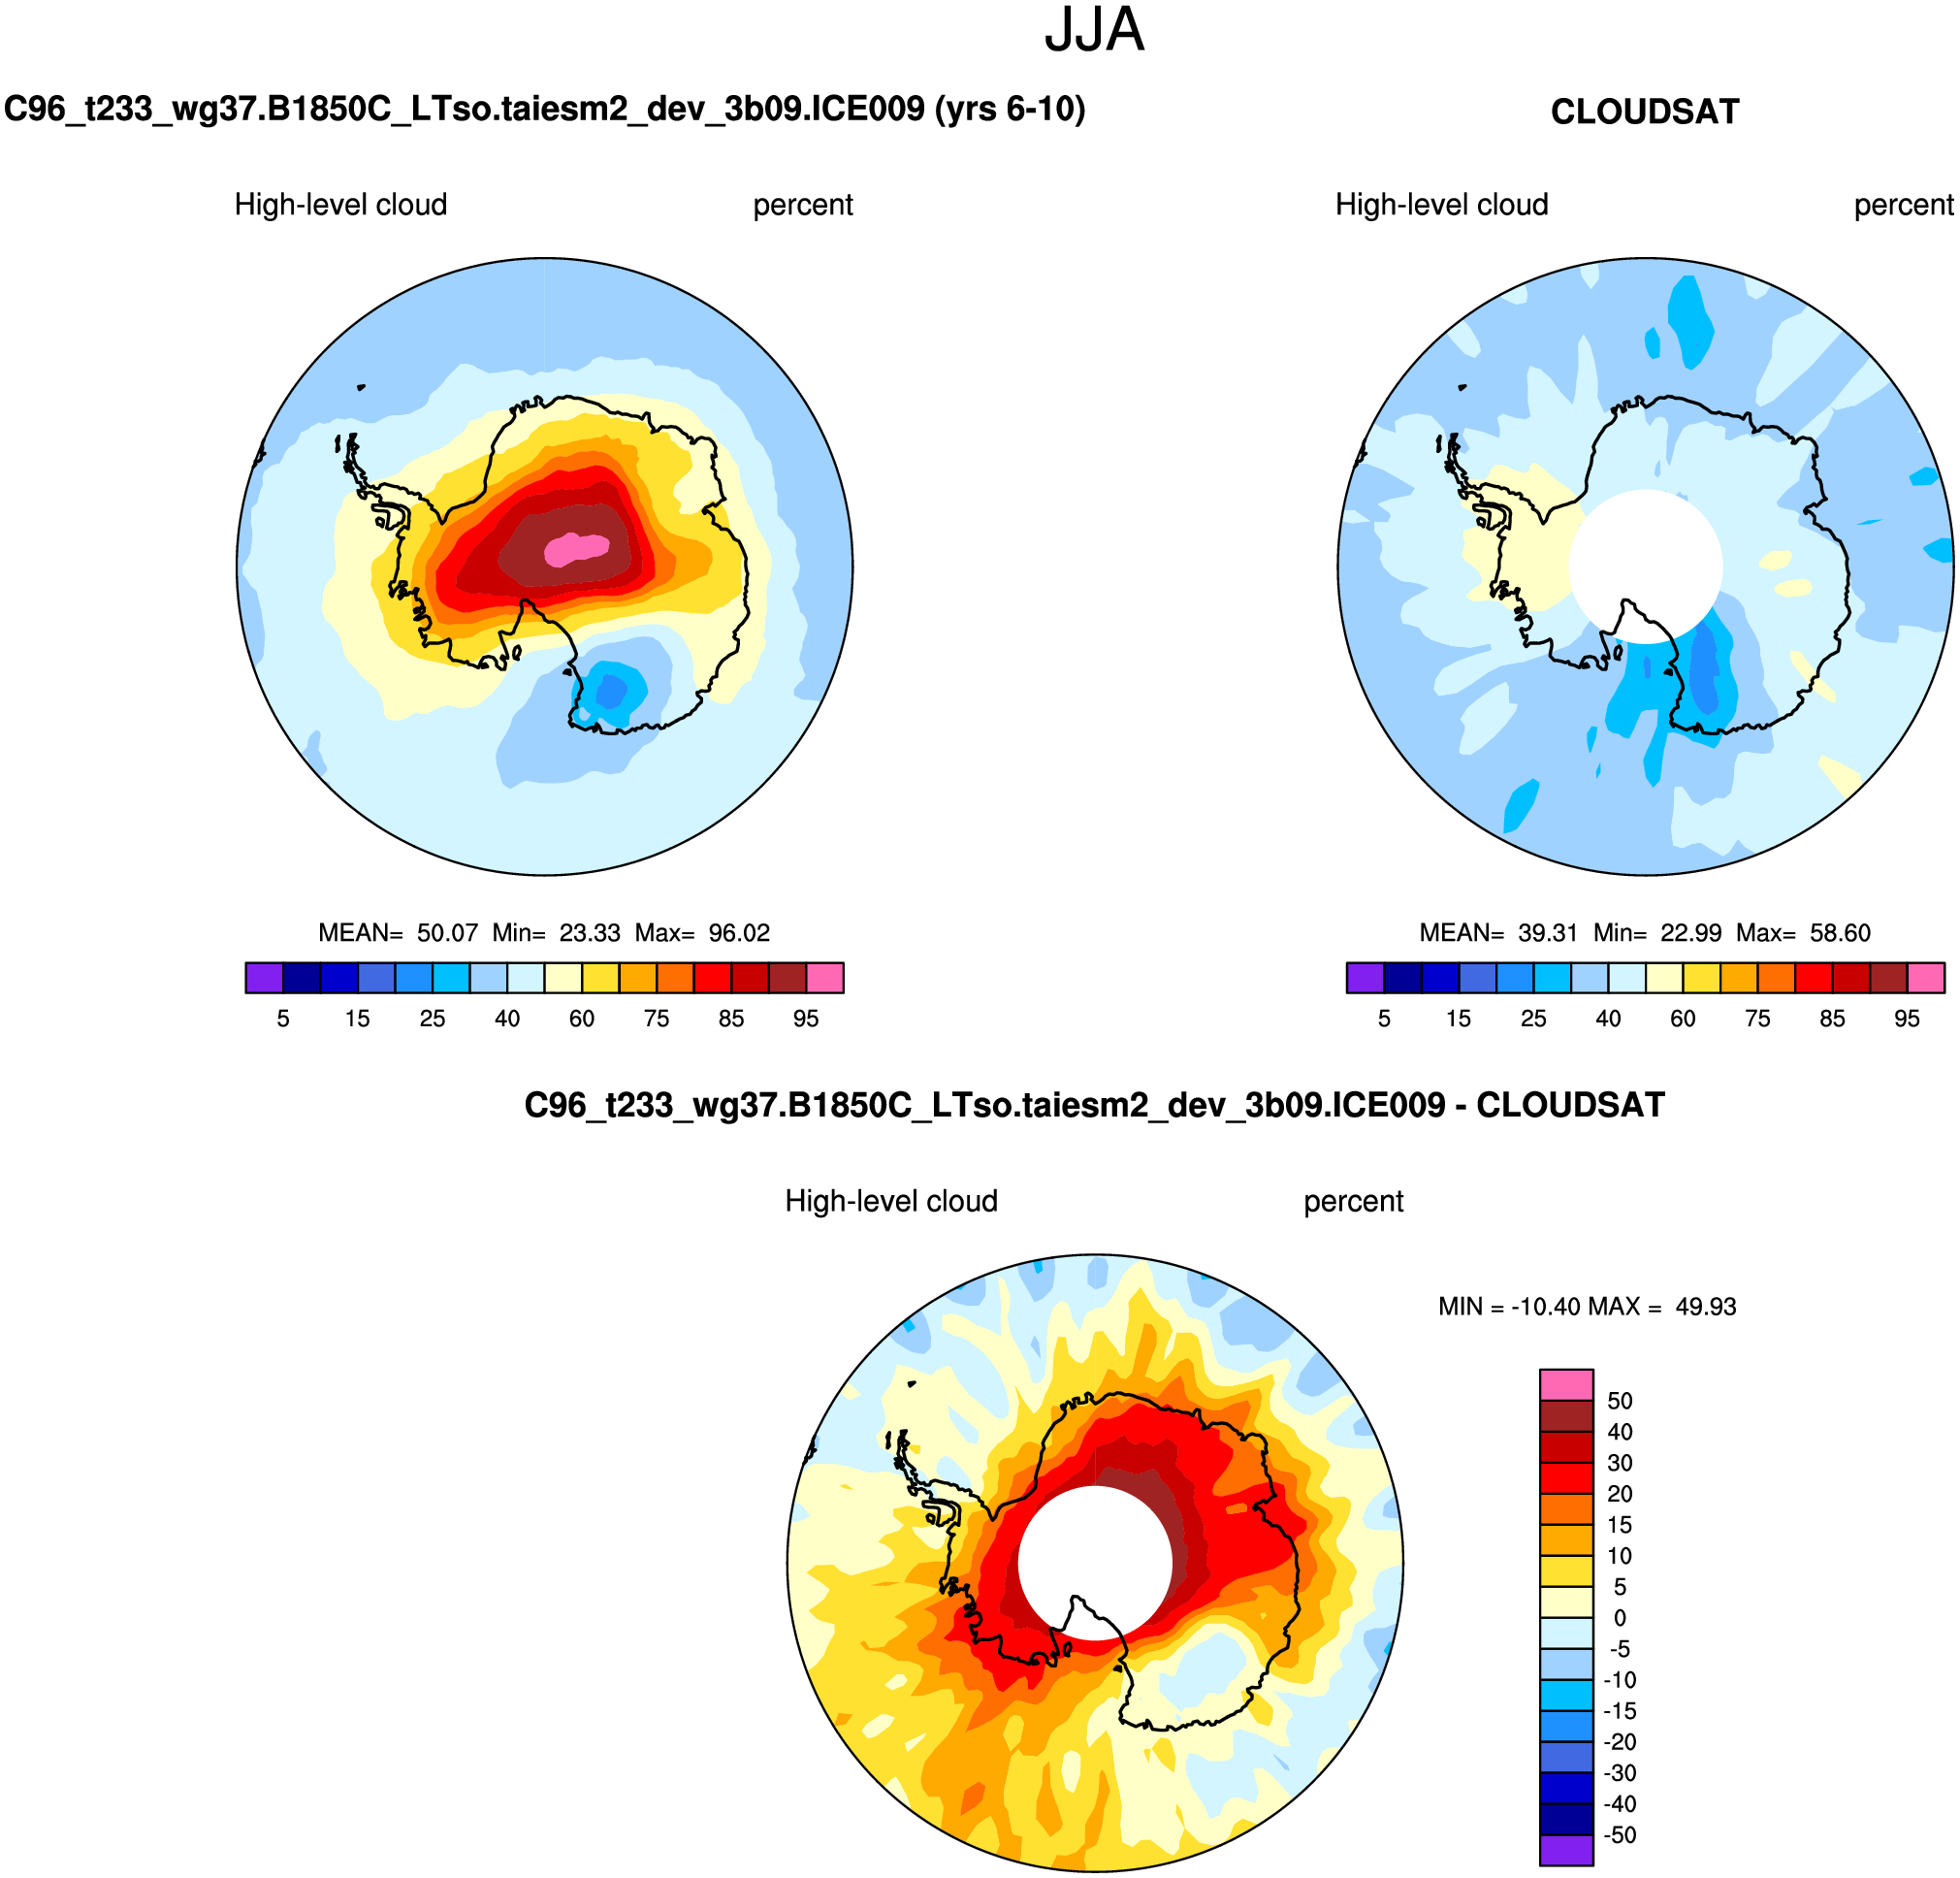 JJA
C96_t233_wg37.B1850C_LTso.taiesm2_dev_3b09.ICE009 (yrs 6-10)
CLOUDSAT
High-level cloud percent
High-level cloud percent
MEAN= 50.07 Min= 23.33 Max= 96.02
MEAN= 39.31 Min= 22.99 Max= 58.60
5 15 25 40 60 75 85 95
5 15 25 40 60 75 85 95
C96_t233_wg37.B1850C_LTso.taiesm2_dev_3b09.ICE009 - CLOUDSAT
High-level cloud percent
MIN = -10.40 MAX = 49.93
50
40
30
20
15
10
5
0
-5
-10
-15
-20
-30
-40
-50